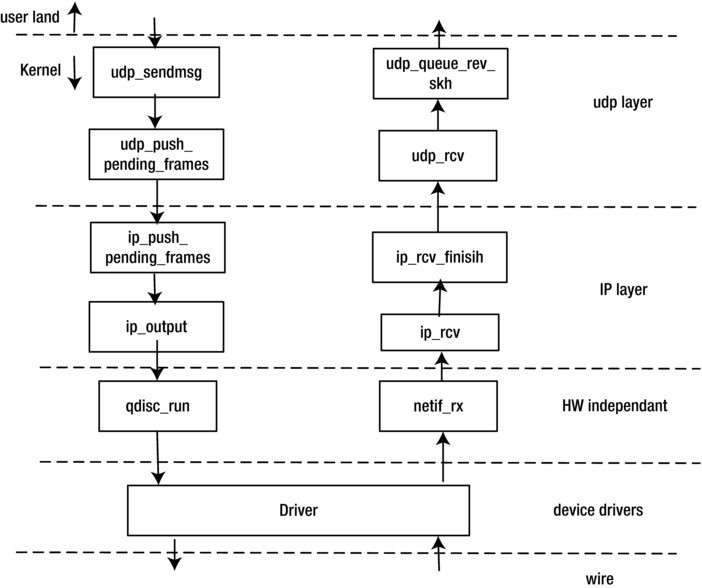 user land
Kernel
udp_sendmsg
udp_queue_rev_
skh
udp layer
udp_push_
pending_frames
udp_rcv
ip_push_
pending_frames
ip_rcv_finisih
IP layer
ip_output
ip_rcv
qdisc_run
netif_rx
HW independant
Driver
device drivers
wire